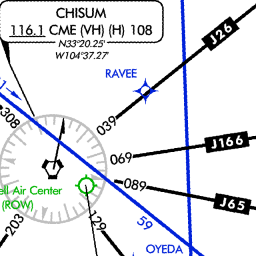 CHISUM
116.1 CME (VH) (H) 108
N33°20.25'
W104°37.27'
J26
RAVEE
308
039
J166
069
089
ell Air Center
(ROW)
J65
203
129
59
OYEDA